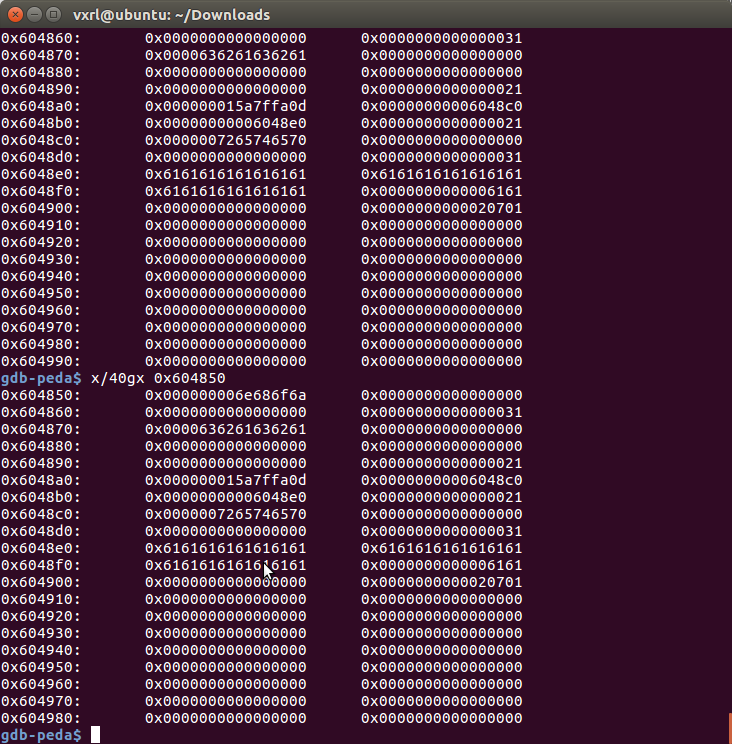 vxrl@ubuntu: ~/Downloads
0x604860: 0x0000000000000000 0x0000000000000031
0x604870: 0x0000636261636261 0x0000000000000000
0x604880: 0x0000000000000000 0x0000000000000000
0x604890: 0x0000000000000000 0x0000000000000021
0x6048a0: 0x000000015a7ffa0d 0x00000000006048c0
0x6048b0: 0x00000000006048e0 0x0000000000000021
0x6048c0: 0x0000007265746570 0x0000000000000000
0x6048d0: 0x0000000000000000 0x0000000000000031
0x6048e0: 0x6161616161616161 0x6161616161616161
0x6048f0: 0x6161616161616161 0x0000000000006161
0x604900: 0x0000000000000000 0x0000000000020701
0x604910: 0x0000000000000000 0x0000000000000000
0x604920: 0x0000000000000000 0x0000000000000000
0x604930: 0x0000000000000000 0x0000000000000000
0x604940: 0x0000000000000000 0x0000000000000000
0x604950: 0x0000000000000000 0x0000000000000000
0x604960: 0x0000000000000000 0x0000000000000000
0x604970: 0x0000000000000000 0x0000000000000000
0x604980: 0x0000000000000000 0x0000000000000000
0x604990: 0x0000000000000000 0x0000000000000000
gdb-peda$ x/40gx 0x604850
0x604850: 0x000000006e686f6a 0x0000000000000000
0x604860: 0x0000000000000000 0x0000000000000031
0x604870: 0x0000636261636261 0x0000000000000000
0x604880: 0x0000000000000000 0x0000000000000000
0x604890: 0x0000000000000000 0x0000000000000021
0x6048a0: 0x000000015a7ffa0d 0x00000000006048c0
0x6048b0: 0x00000000006048e0 0x0000000000000021
0x6048c0: 0x0000007265746570 0x0000000000000000
0x6048d0: 0x0000000000000000 0x0000000000000031
0x6048e0: 0x6161616161616161 0x6161616161616161
0x6048f0: 0x6161616161616161 0x0000000000006161
0x604900: 0x0000000000000000 0x0000000000020701
0x604910: 0x0000000000000000 0x0000000000000000
0x604920: 0x0000000000000000 0x0000000000000000
0x604930: 0x0000000000000000 0x0000000000000000
0x604940: 0x0000000000000000 0x0000000000000000
0x604950: 0x0000000000000000 0x0000000000000000
0x604960: 0x0000000000000000 0x0000000000000000
0x604970: 0x0000000000000000 0x0000000000000000
0x604980: 0x0000000000000000 0x0000000000000000
gdb-peda$